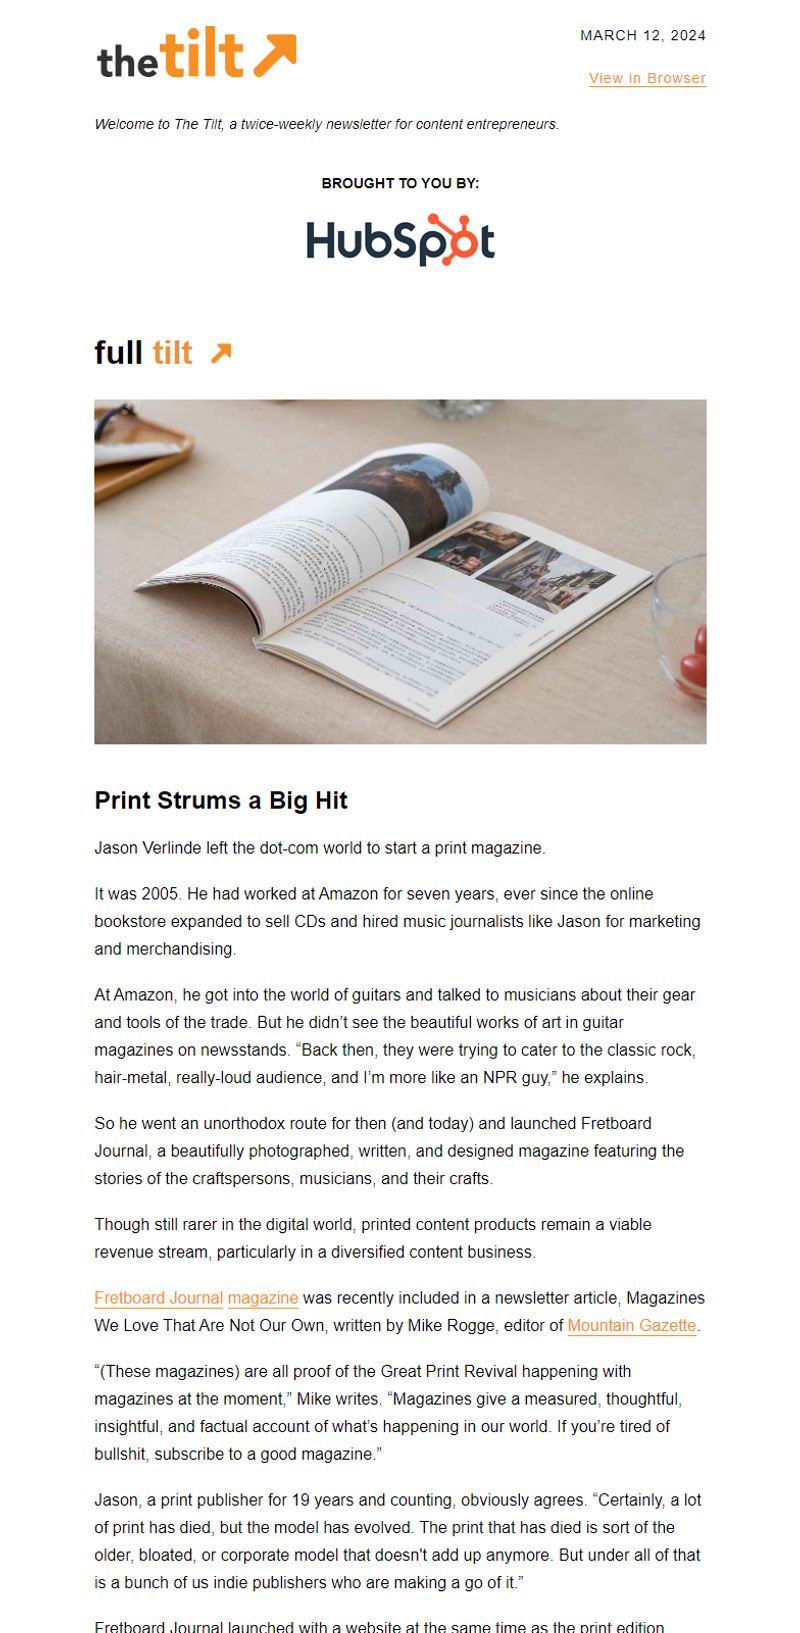 thetilt
MARCH 12, 2024
View in Browser
Welcome to The Tilt, a twice-weekly newsletter for content entrepreneurs.
BROUGHT TO YOU BY:
HubSpot
full tilt
Print Strums a Big Hit
Jason Verlinde left the dot-com world to start a print magazine.
It was 2005. He had worked at Amazon for seven years, ever since the online
bookstore expanded to sell CDs and hired music journalists like Jason for marketing
and merchandising.
At Amazon, he got into the world of guitars and talked to musicians about their gear
and tools of the trade. But he didn’t see the beautiful works of art in guitar
magazines on newsstands. “Back then, they were trying to cater to the classic rock,
hair-metal, really-loud audience, and I’m more like an NPR guy,” he explains.
So he went an unorthodox route for then (and today) and launched Fretboard
Journal, a beautifully photographed, written, and designed magazine featuring the
stories of the craftspersons, musicians, and their crafts.
Though still rarer in the digital world, printed content products remain a viable
revenue stream, particularly in a diversified content business.
Fretboard Journal magazine was recently included in a newsletter article, Magazines
We Love That Are Not Our Own, written by Mike Rogge, editor of Mountain Gazette.
“(These magazines) are all proof of the Great Print Revival happening with
magazines at the moment,” Mike writes. “Magazines give a measured, thoughtful,
insightful, and factual account of what’s happening in our world. If you’re tired of
bullshit, subscribe to a good magazine.”
Jason, a print publisher for 19 years and counting, obviously agrees. “Certainly, a lot
of print has died, but the model has evolved. The print that has died is sort of the
older, bloated, or corporate model that doesn't add up anymore. But under all of that
is a bunch of us indie publishers who are making a go of it.”
Fretboard Journal launched with a website at the same time as the print edition